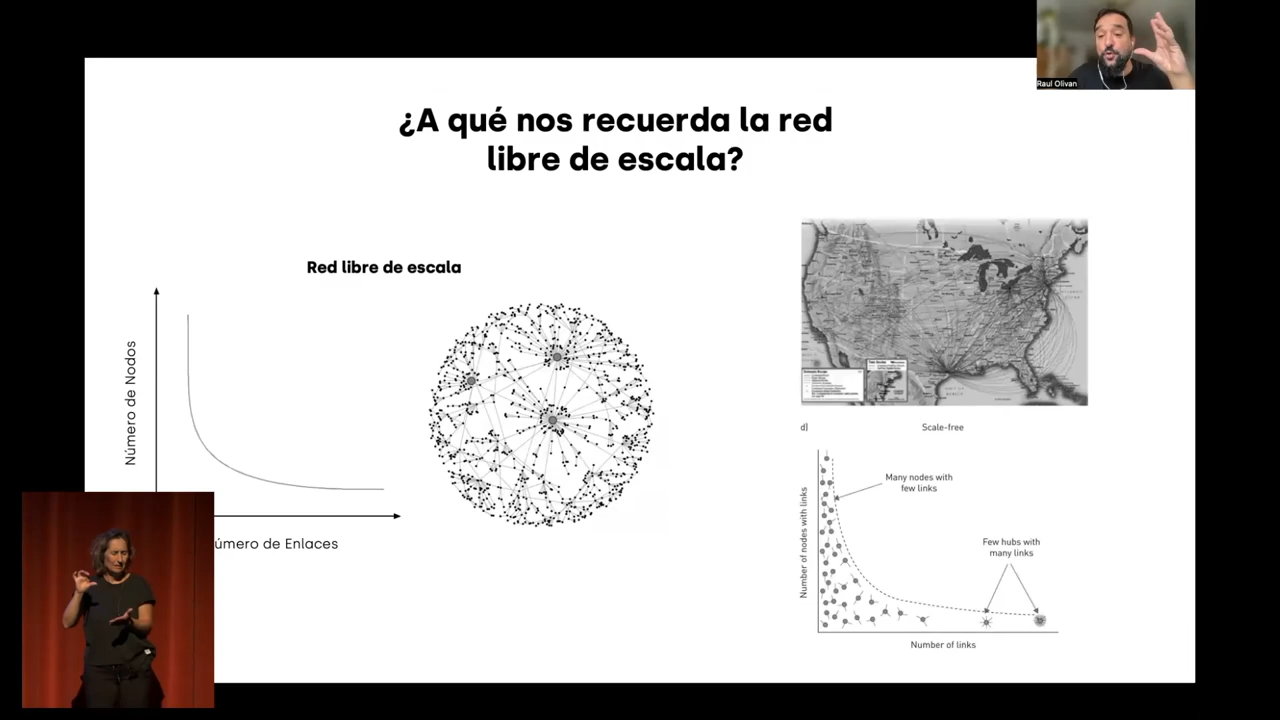 Raul Olivan
¿A qué nos recuerda la red
libre de escala?
Red libre de escala
Número de Nodos
úmero de Enlaces
d)
Scale-free
Many nodes with
few links
Few hubs with
many links
Number of nodes with links
Number of links